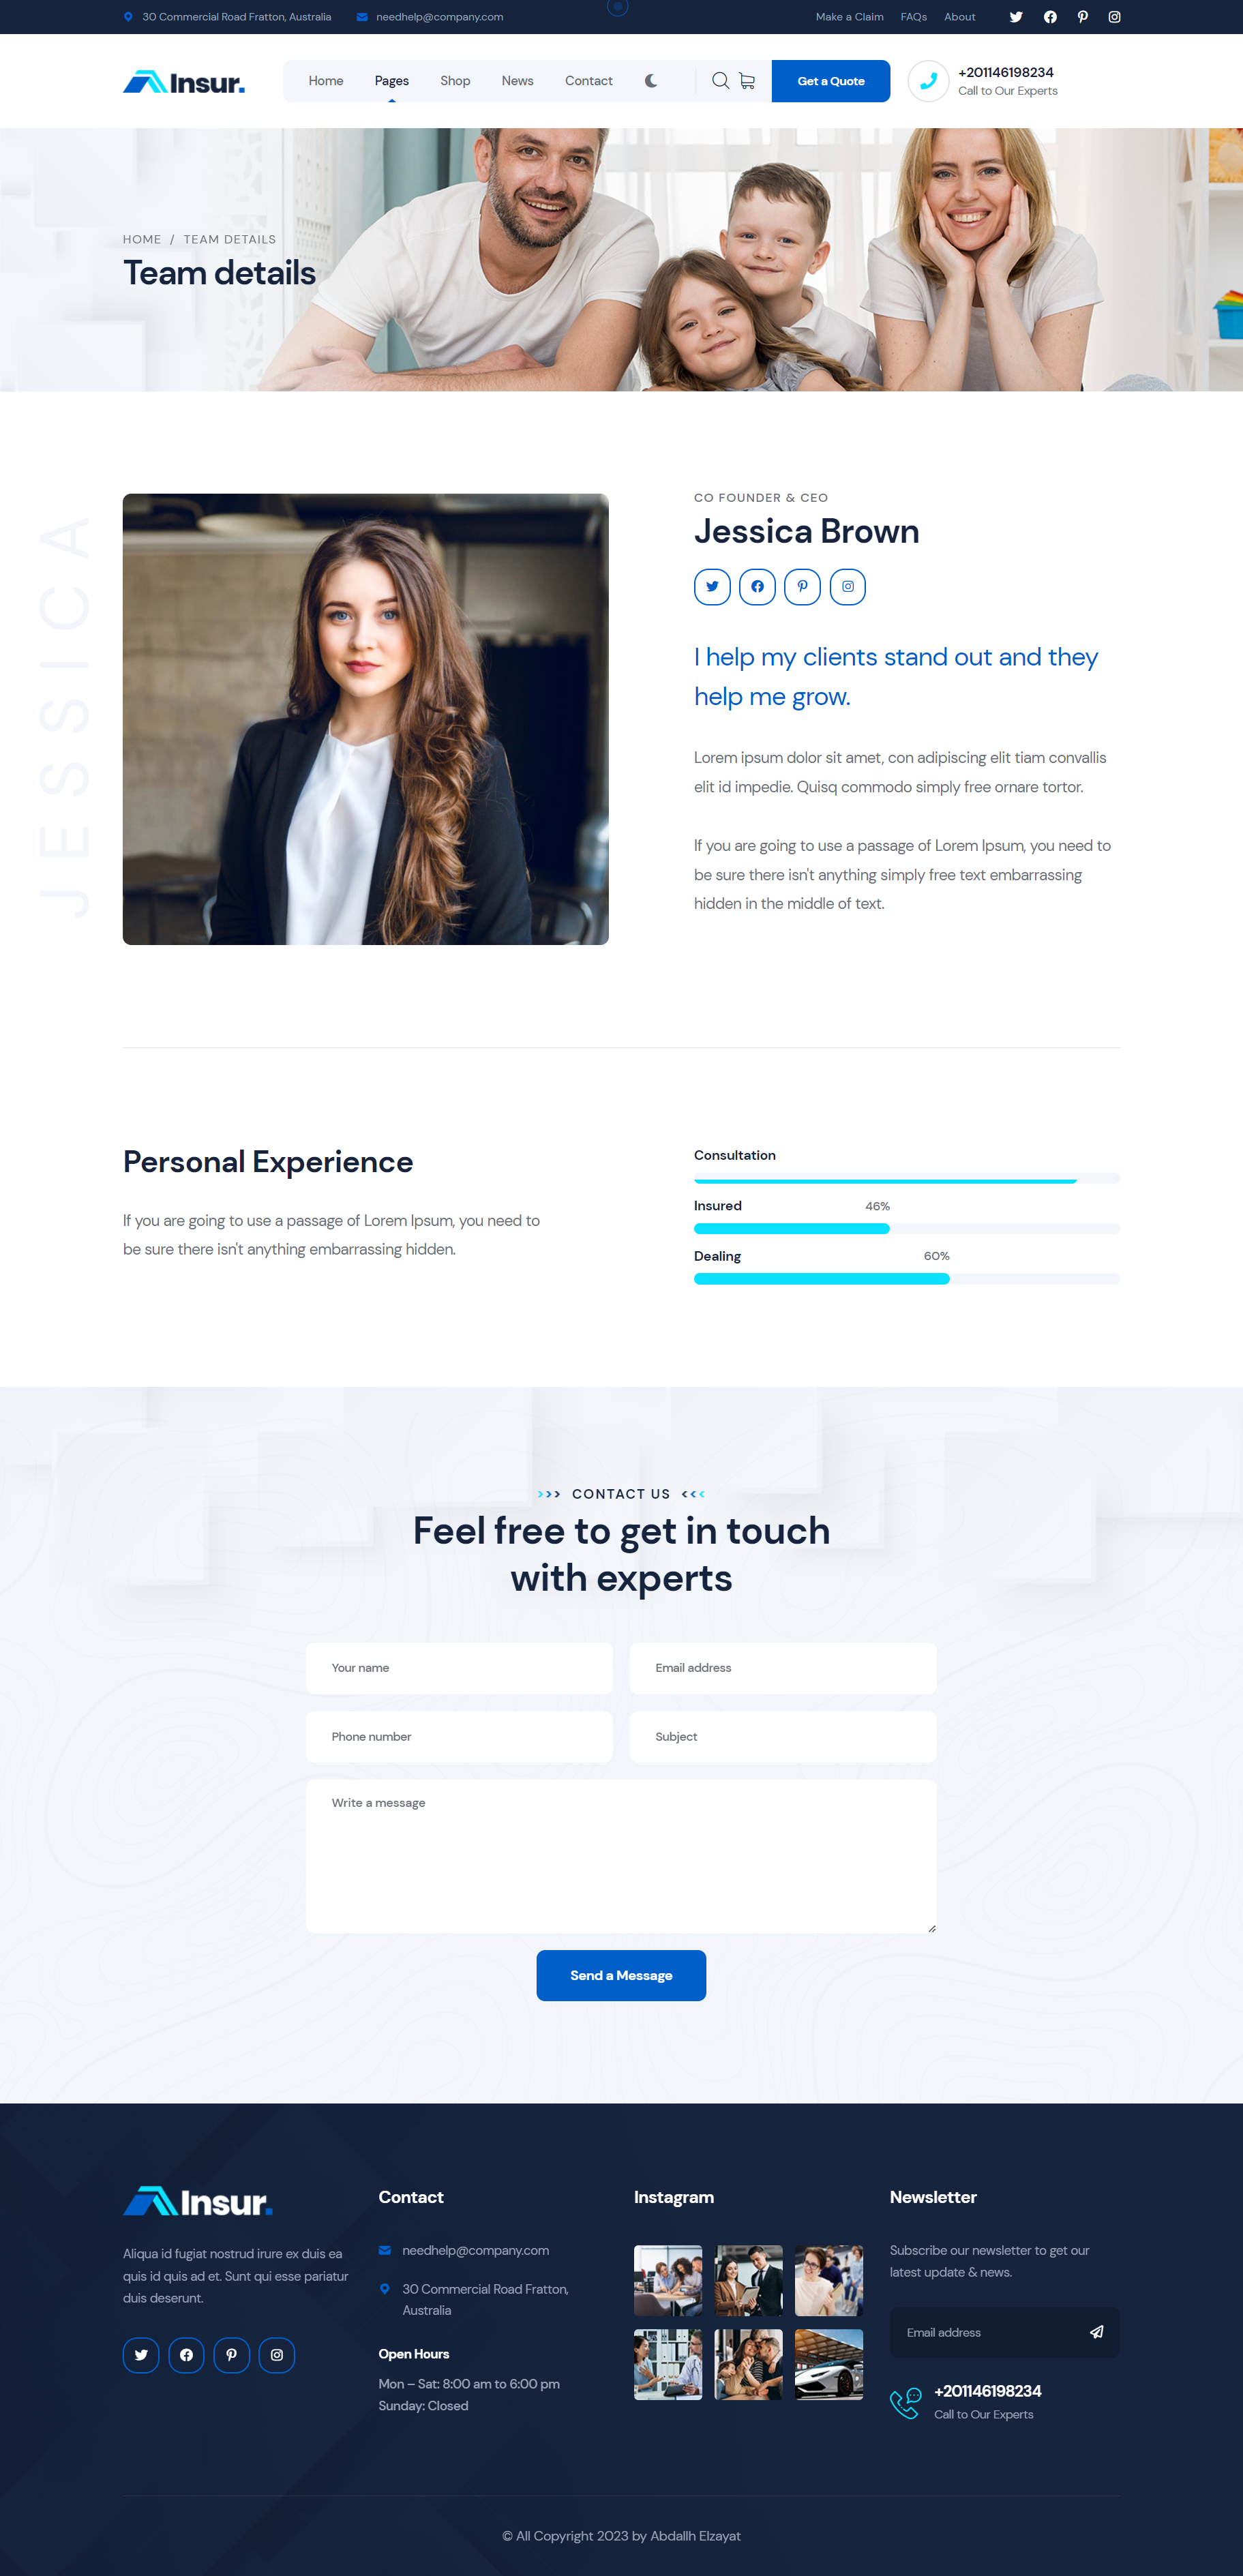 30 Commercial Road Fratton, Australia
needhelp@company.com
Make a Claim
FAQs
About
Insur.
Home
Pages
Shop
News
Contact
Get a Quote
+201146198234
Call to Our Experts
HOME / TEAM DETAILS
Team details
JESSICA
CO FOUNDER & CEO
Jessica Brown
I help my clients stand out and they
help me grow.
Lorem ipsum dolor sit amet, con adipiscing elit tiam convallis
elit id impedie. Quisq commodo simply free ornare tortor.
If you are going to use a passage of Lorem Ipsum, you need to
be sure there isn't anything simply free text embarrassing
hidden in the middle of text.
Personal Experience
If you are going to use a passage of Lorem Ipsum, you need to
be sure there isn't anything embarrassing hidden.
Consultation
Insured
46%
Dealing
60%
>>> CONTACT US <<<
Feel free to get in touch
with experts
Your name
Email address
Phone number
Subject
Write a message
Send a Message
Insur.
Aliqua id fugiat nostrud irure ex duis ea
quis id quis ad et. Sunt qui esse pariatur
duis deserunt.
Contact
needhelp@company.com
30 Commercial Road Fratton,
Australia
Open Hours
Mon – Sat: 8:00 am to 6:00 pm
Sunday: Closed
Instagram
Newsletter
Subscribe our newsletter to get our
latest update & news.
Email address
+201146198234
Call to Our Experts
© All Copyright 2023 by Abdallh Elzayat